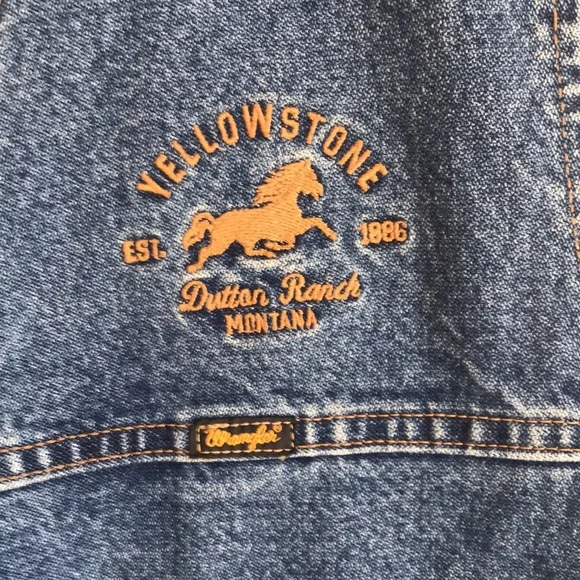 YELLOWSTONE
EST. 1886
Dutton Ranch
MONTANA
Wrangler®